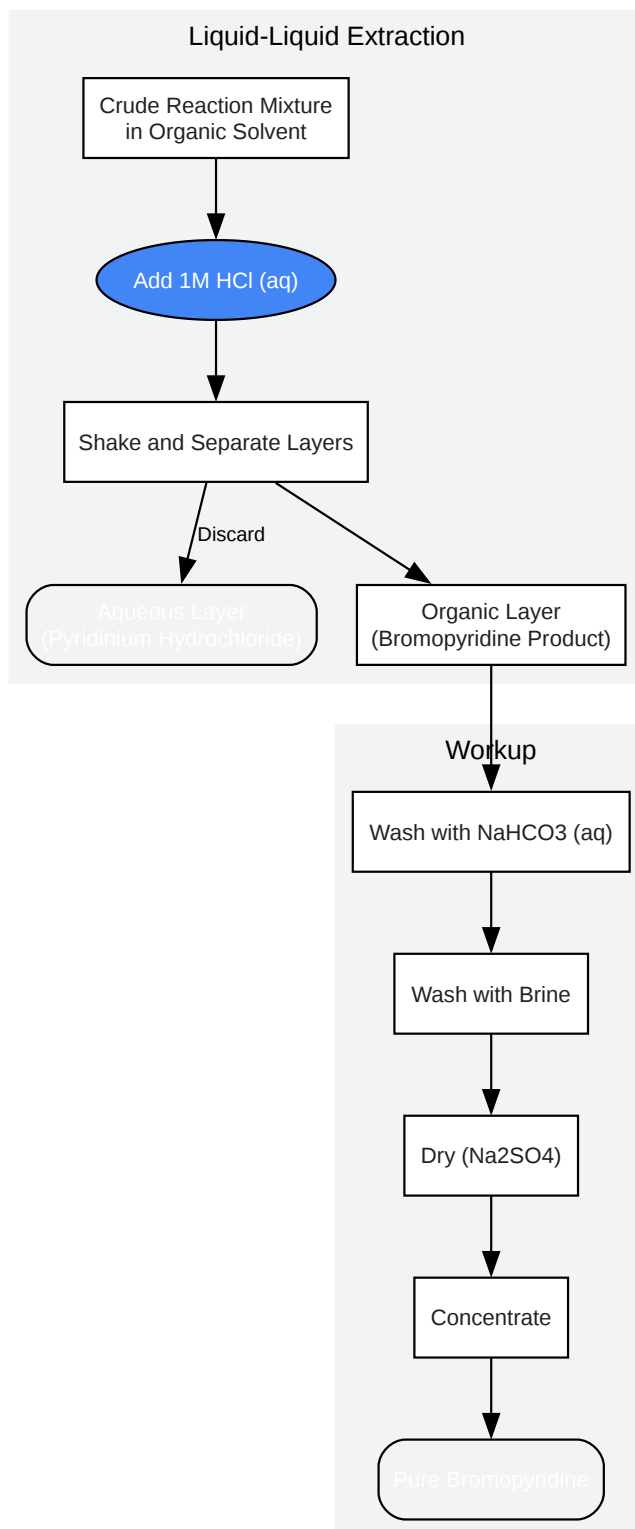 Liquid-Liquid Extraction
Crude Reaction Mixture
in Organic Solvent
Add 1M HCl (aq)
Shake and Separate Layers
Discard
Aqueous Layer
(Pyridinium Hydrochloride)
Organic Layer
(Bromopyridine Product)
Workup
Wash with NaHCO3 (aq)
Wash with Brine
Dry (Na2SO4)
Concentrate
Pure Bromopyridine